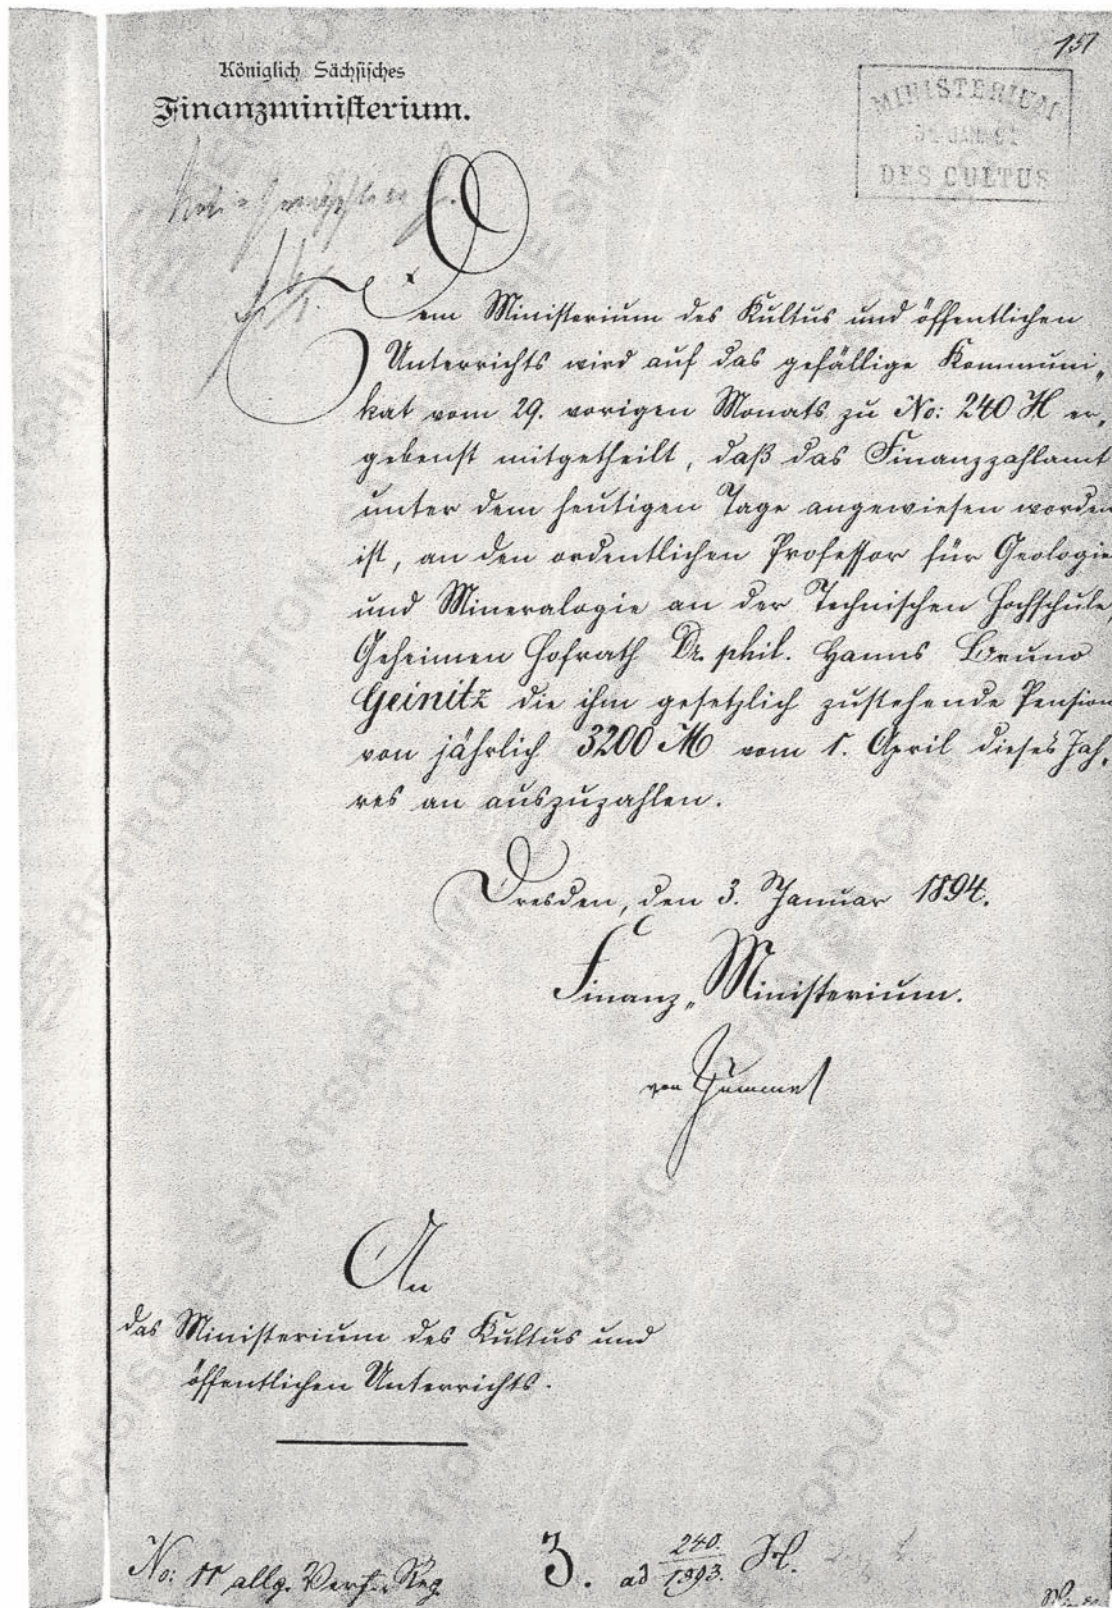 151
Königlich Sächsisches
Finanzministerium.
MINISTERIUM
JAN.
DES CULTUS
Dem Ministerium des Kultus und öffentlichen
Unterrichts wird auf das gefällige Kommuni-
kat vom 29. vorigen Monats zu No: 240 H er-
gebenst mitgetheilt, daß das Finanzzahlamt
unter dem heutigen Tage angewiesen worden
ist, an den ordentlichen Professor für Geologie
und Mineralogie an der Technischen Hochschule,
Geheimen Hofrath Dr. phil. Hanns Bruno
Geinitz die ihm gesetzlich zustehende Pension
von jährlich 3200 M vom 1. April dieses Jah-
res an auszuzahlen.
Dresden, den 3. Januar 1894.
Finanz-Ministerium.
von
An
das Ministerium des Kultus und
öffentlichen Unterrichts.
No: 11 allg. Verf. Reg. 3. ad 240./1893. H.